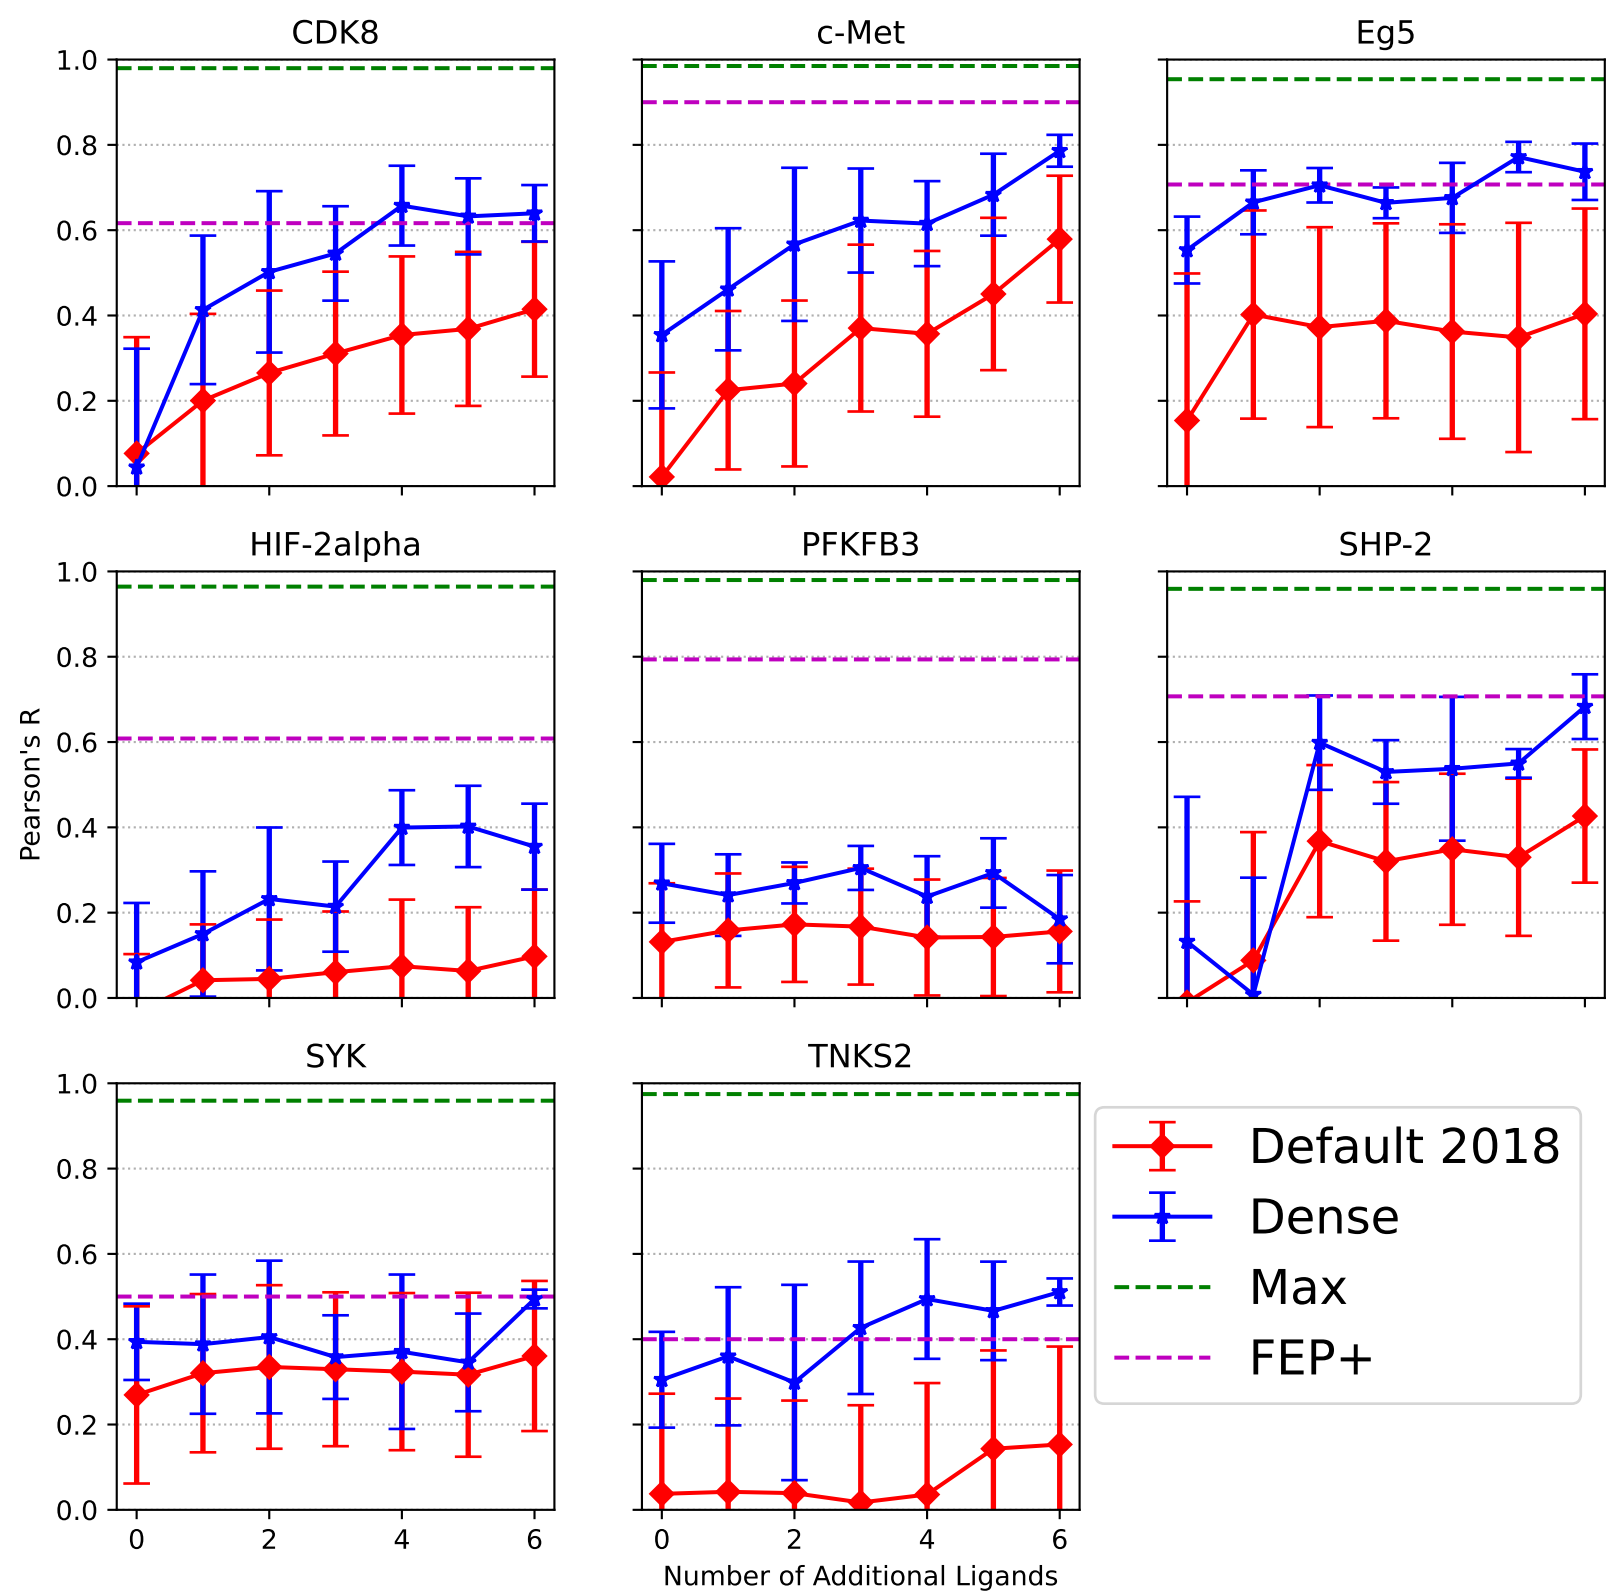 CDK8
c-Met
Eg5
1.0
0.8
0.6
0.4
0.2
0.0
HIF-2alpha
PFKFB3
SHP-2
1.0
0.8
0.6
0.4
0.2
0.0
Pearson's R
SYK
TNKS2
1.0
0.8
0.6
0.4
0.2
0.0
0 2 4 6
0 2 4 6
Number of Additional Ligands
Default 2018
Dense
Max
FEP+